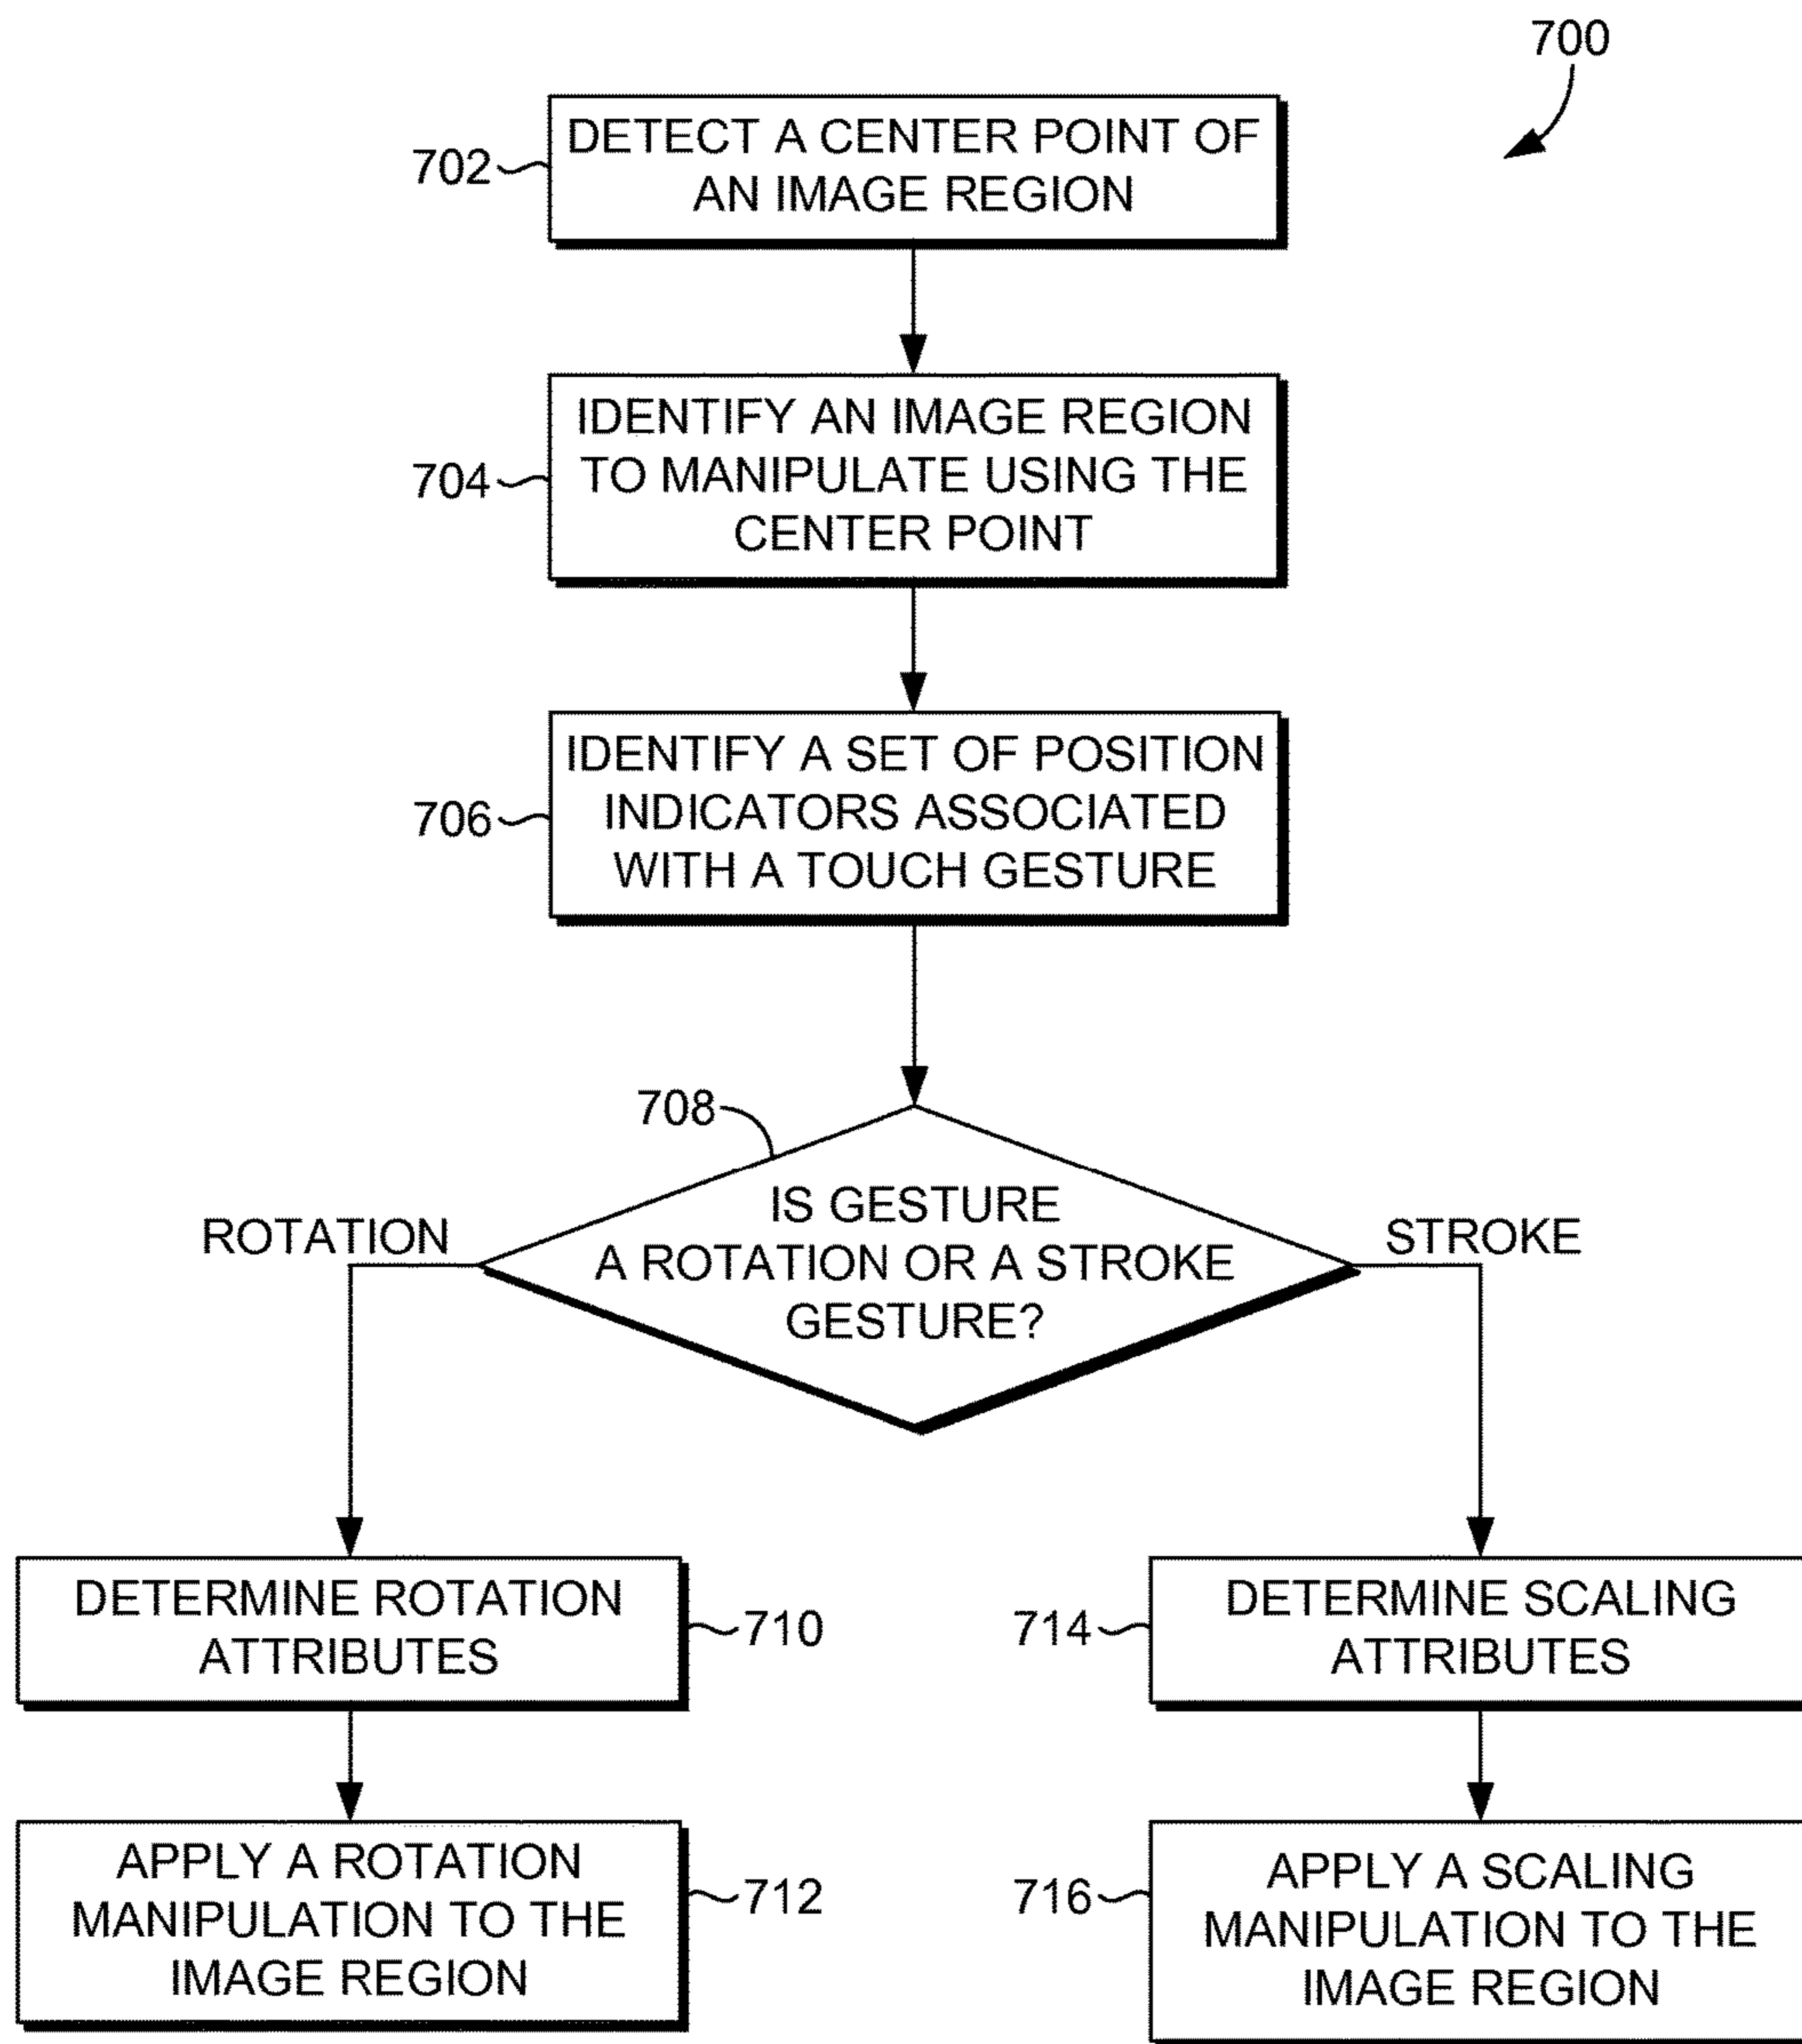 700
DETECT A CENTER POINT OF
AN IMAGE REGION
702
IDENTIFY AN IMAGE REGION
TO MANIPULATE USING THE
CENTER POINT
704
IDENTIFY A SET OF POSITION
INDICATORS ASSOCIATED
WITH A TOUCH GESTURE
706
708
IS GESTURE
A ROTATION OR A STROKE
GESTURE?
ROTATION
STROKE
DETERMINE ROTATION
ATTRIBUTES
710
APPLY A ROTATION
MANIPULATION TO THE
IMAGE REGION
712
DETERMINE SCALING
ATTRIBUTES
714
APPLY A SCALING
MANIPULATION TO THE
IMAGE REGION
716